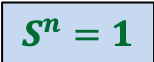 Sⁿ = 1